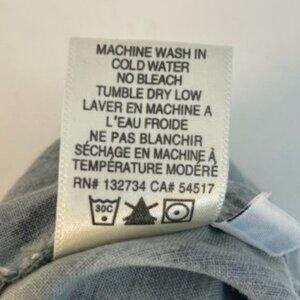 MACHINE WASH IN
COLD WATER
NO BLEACH
TUMBLE DRY LOW
LAVER EN MACHINE A
L'EAU FROIDE
NE PAS BLANCHIR
SÉCHAGE EN MACHINE À
TEMPÉRATURE MODÉRÉ
RN# 132734 CA# 54517
30C